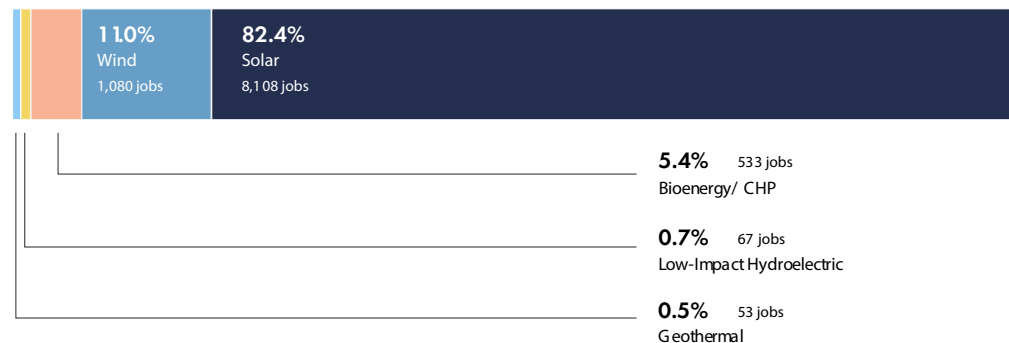 11.0%
Wind
1,080 jobs
82.4%
Solar
8,108 jobs
5.4% 533 jobs
Bioenergy/ CHP
0.7% 67 jobs
Low-Impact Hydroelectric
0.5% 53 jobs
Geothermal